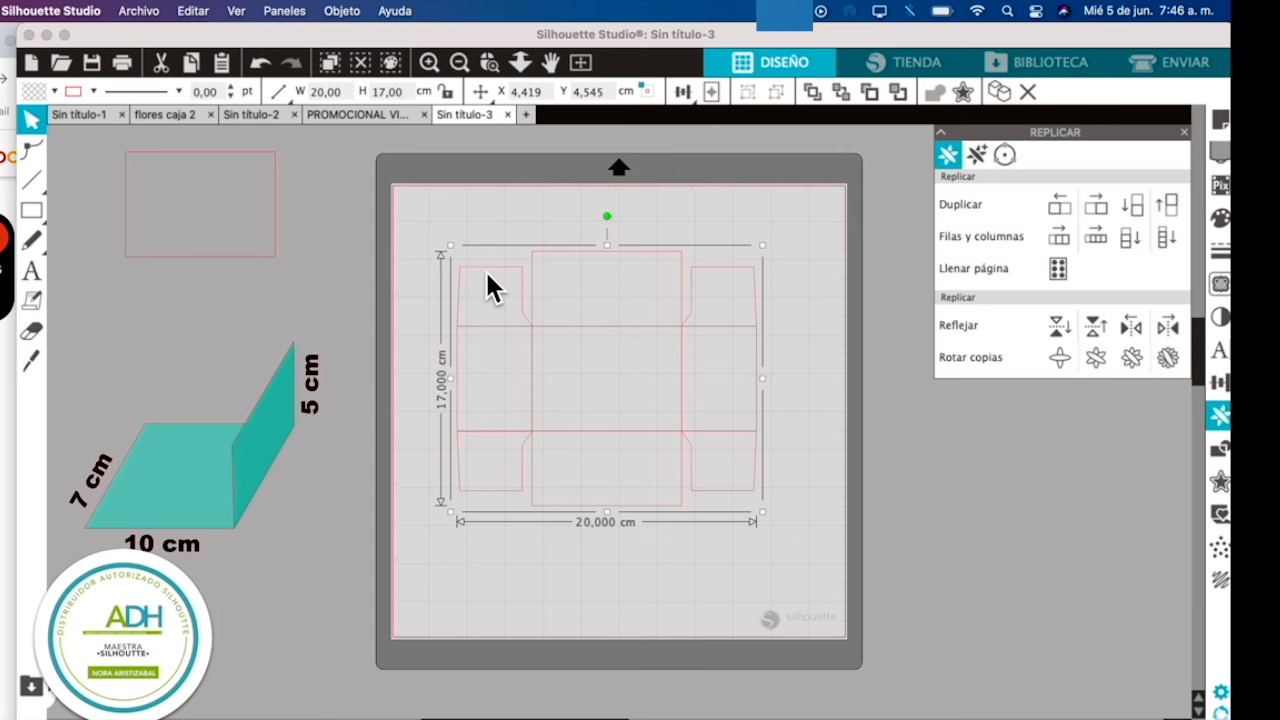 Silhouette Studio Archivo Editar Ver Paneles Objeto Ayuda Mié 5 de jun. 7:46 a. m.
Silhouette Studio®: Sin título-3
DISEÑO TIENDA BIBLIOTECA ENVIAR
0,00 pt W 20,00 H 17,00 cm X 4,419 Y 4,545 cm
Sin título-1 flores caja 2 Sin título-2 PROMOCIONAL VI... Sin título-3
REPLICAR
Replicar
Duplicar
Filas y columnas
Llenar página
Replicar
Reflejar
Rotar copias
Pix
17,000 cm
20,000 cm
5 cm
7 cm
10 cm
silhouette
DISTRIBUIDOR AUTORIZADO SILHOUTTE
ADH
MAESTRA
•SILHOUTTE•
NORA ARISTIZABAL